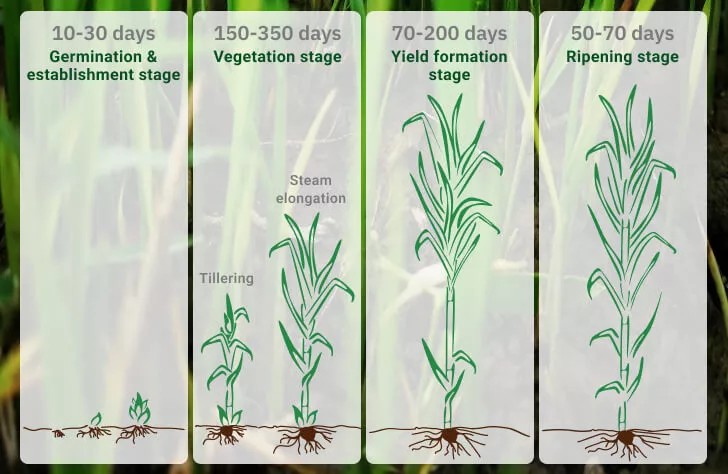 10-30 days
Germination &
establishment stage
150-350 days
Vegetation stage
Steam
elongation
Tillering
70-200 days
Yield formation
stage
50-70 days
Ripening stage